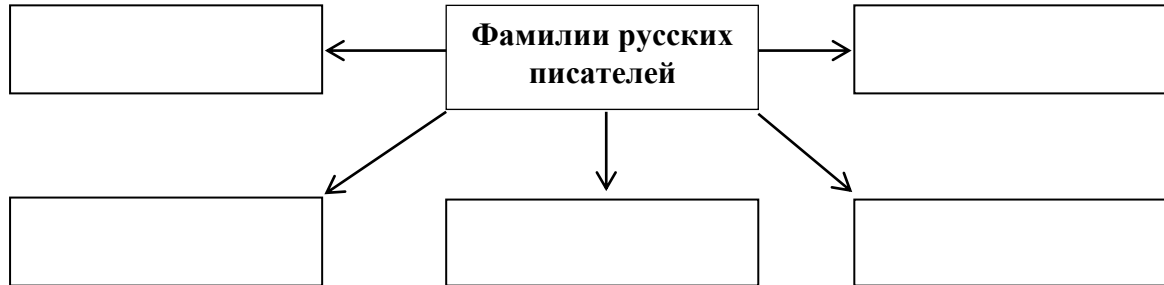 Фамилии русских
писателей